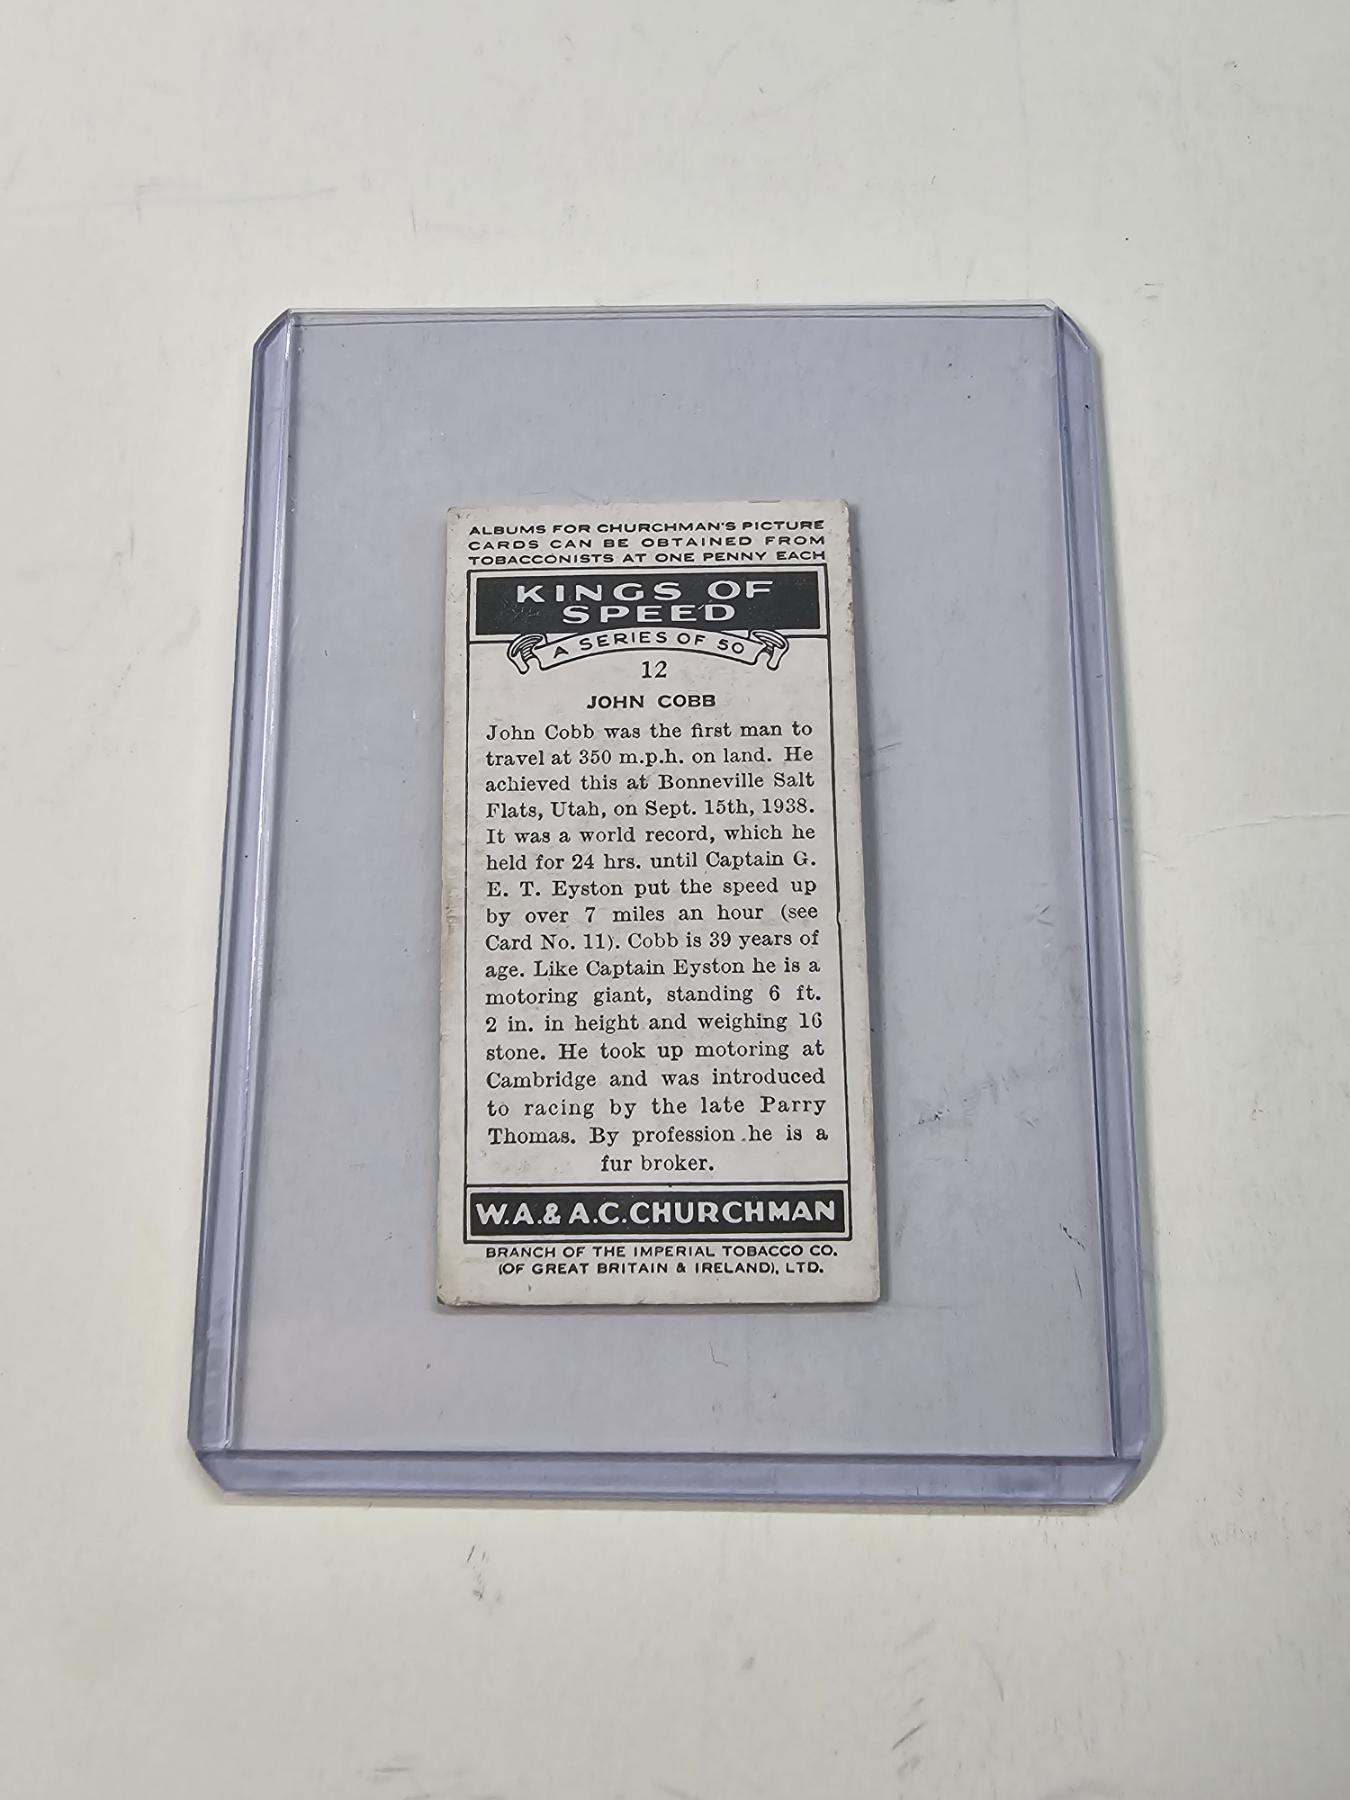 ALBUMS FOR CHURCHMAN'S PICTURE
CARDS CAN BE OBTAINED FROM
TOBACCONISTS AT ONE PENNY EACH
KINGS OF
SPEED
A SERIES OF 50
12
JOHN COBB
John Cobb was the first man to
travel at 350 m.p.h. on land. He
achieved this at Bonneville Salt
Flats, Utah, on Sept. 15th, 1938.
It was a world record, which he
held for 24 hrs. until Captain G.
E. T. Eyston put the speed up
by over 7 miles an hour (see
Card No. 11). Cobb is 39 years of
age. Like Captain Eyston he is a
motoring giant, standing 6 ft.
2 in. in height and weighing 16
stone. He took up motoring at
Cambridge and was introduced
to racing by the late Parry
Thomas. By profession he is a
fur broker.
W.A.& A.C.CHURCHMAN
BRANCH OF THE IMPERIAL TOBACCO CO.
(OF GREAT BRITAIN & IRELAND), LTD.